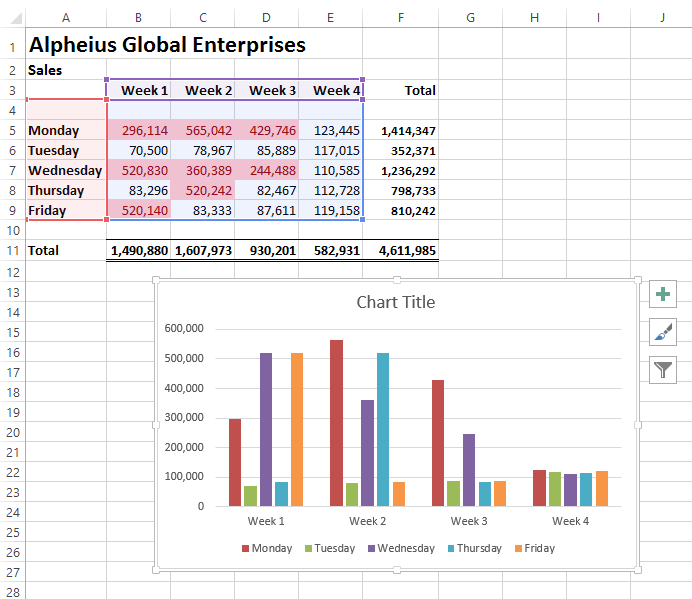 A B C D E F G H I J
1 Alpheius Global Enterprises
2 Sales
3 Week 1 Week 2 Week 3 Week 4 Total
4
5 Monday 296,114 565,042 429,746 123,445 1,414,347
6 Tuesday 70,500 78,967 85,889 117,015 352,371
7 Wednesday 520,830 360,389 244,488 110,585 1,236,292
8 Thursday 83,296 520,242 82,467 112,728 798,733
9 Friday 520,140 83,333 87,611 119,158 810,242
10
11 Total 1,490,880 1,607,973 930,201 582,931 4,611,985
12
13 Chart Title
14 600,000
15
16 500,000
17 400,000
18
19 300,000
20
21 200,000
22 100,000
23 0
24 Week 1 Week 2 Week 3 Week 4
25
26 Monday Tuesday Wednesday Thursday Friday
27
28